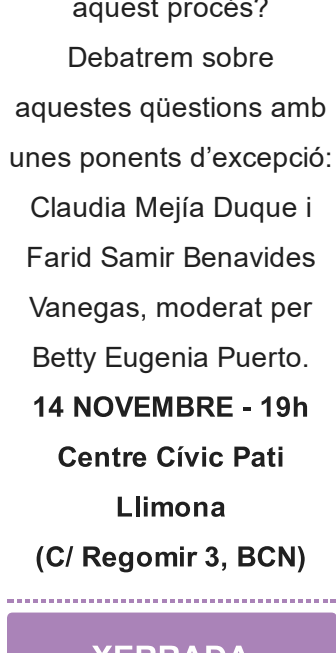 aquest procés?
Debatrem sobre
aquestes qüestions amb
unes ponents d’excepció:
Claudia Mejía Duque i
Farid Samir Benavides
Vanegas, moderat per
Betty Eugenia Puerto.
14 NOVEMBRE - 19h
Centre Cívic Pati
Llimona
(C/ Regomir 3, BCN)
XERRADA